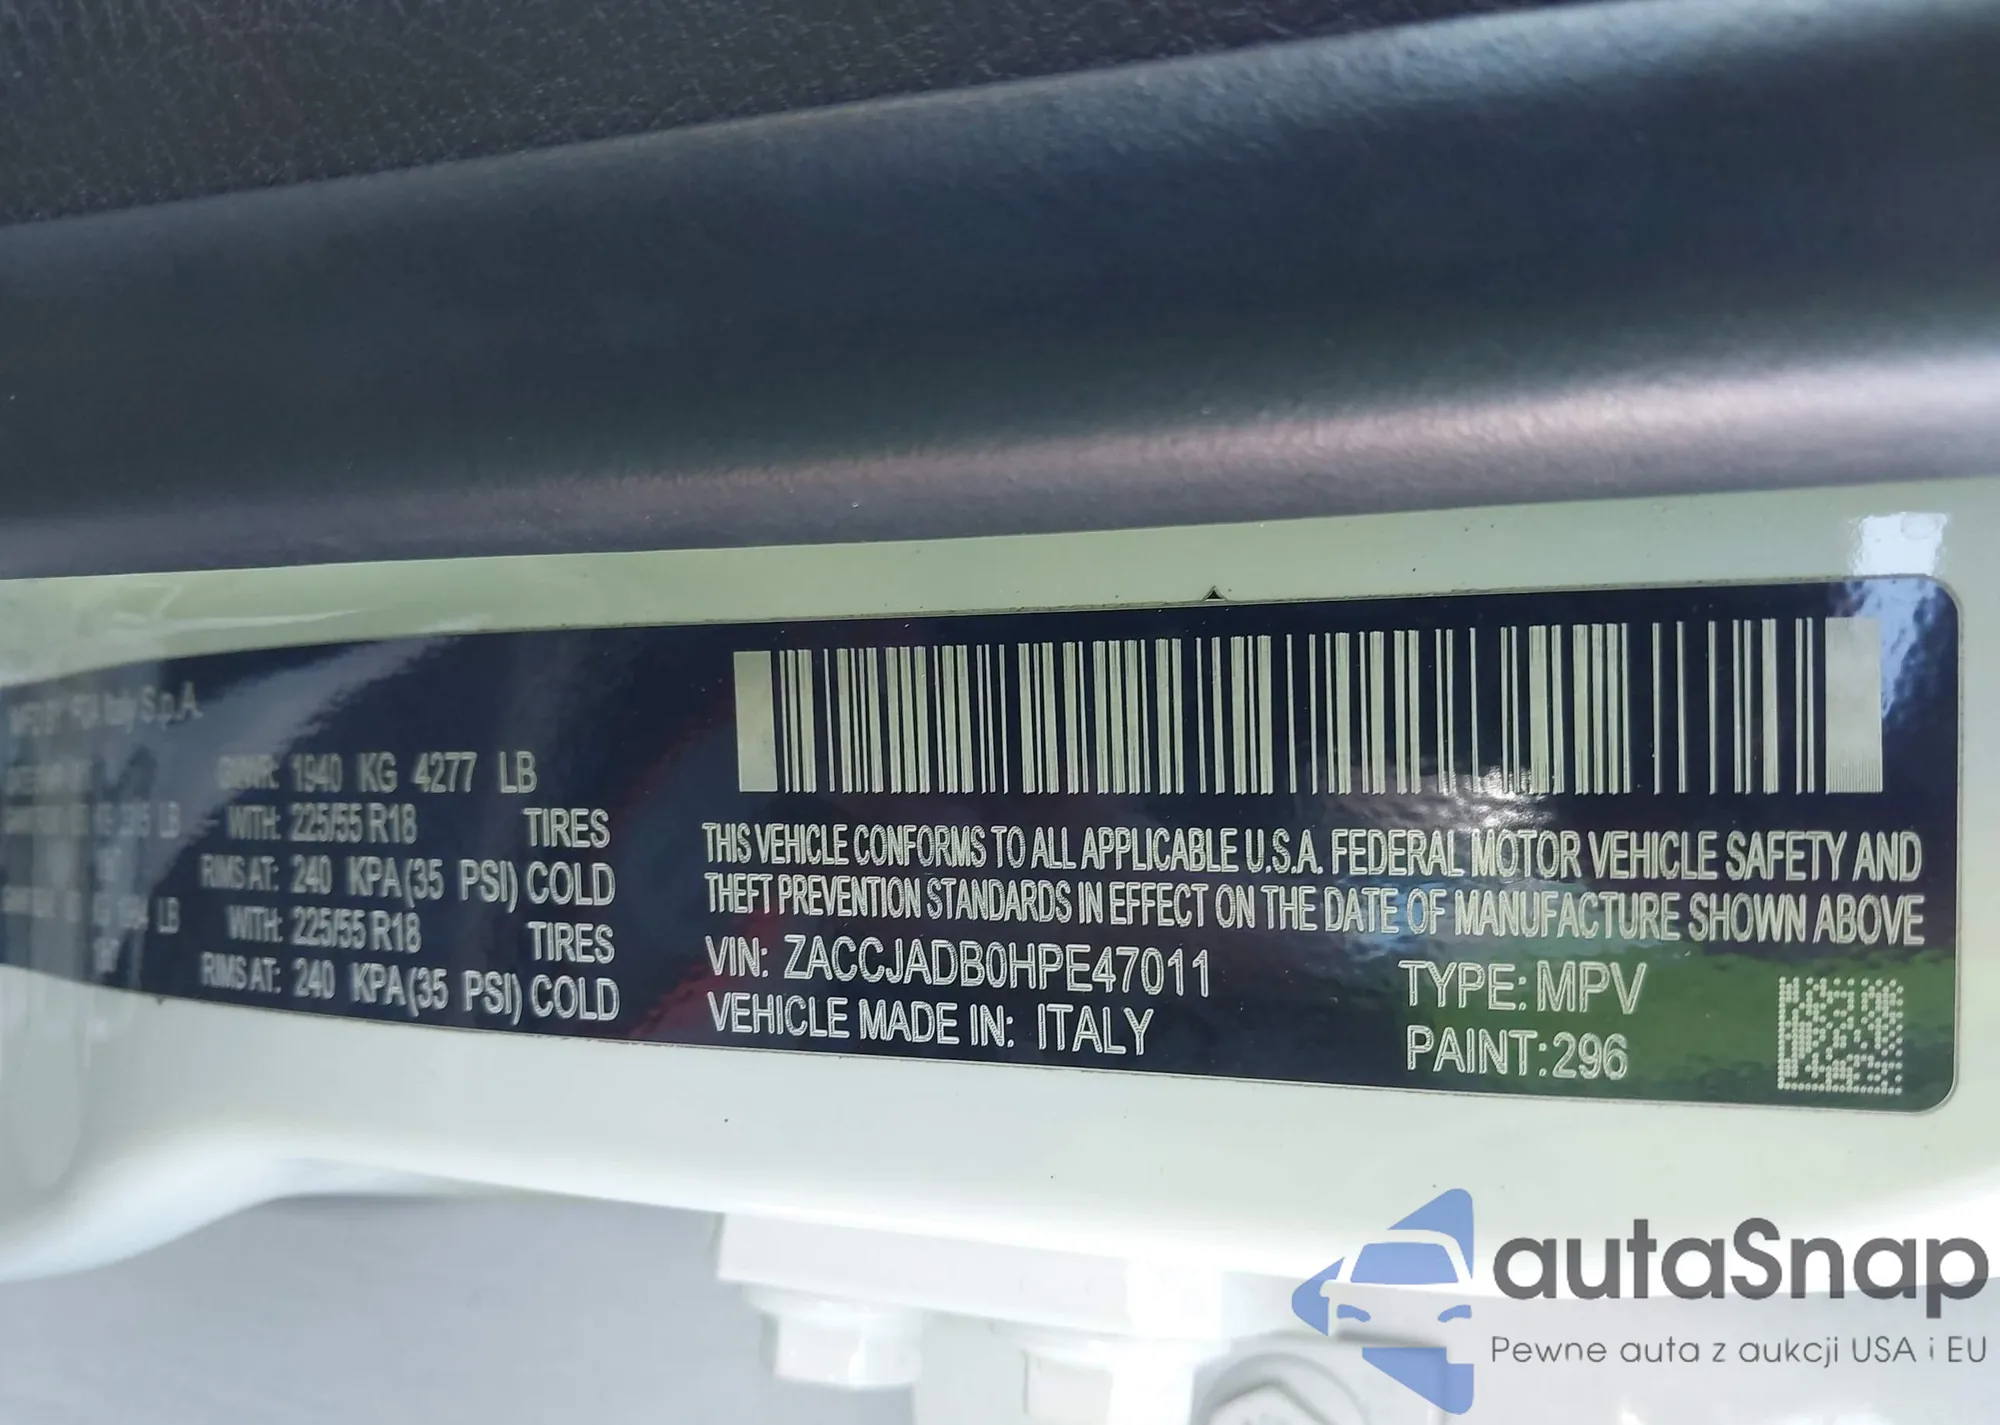 Italy S.p.A.
GVWR: 1940 KG 4277 LB
WITH: 225/55 R18 TIRES
RIMS AT: 240 KPA(35 PSI) COLD
WITH: 225/55 R18 TIRES
RIMS AT: 240 KPA(35 PSI) COLD
LB
LB
THIS VEHICLE CONFORMS TO ALL APPLICABLE U.S.A. FEDERAL MOTOR VEHICLE SAFETY AND
THEFT PREVENTION STANDARDS IN EFFECT ON THE DATE OF MANUFACTURE SHOWN ABOVE
VIN: ZACCJADB0HPE47011
TYPE: MPV
VEHICLE MADE IN: ITALY
PAINT:296
autaSnap
Pewne auta z aukcji USA i EU